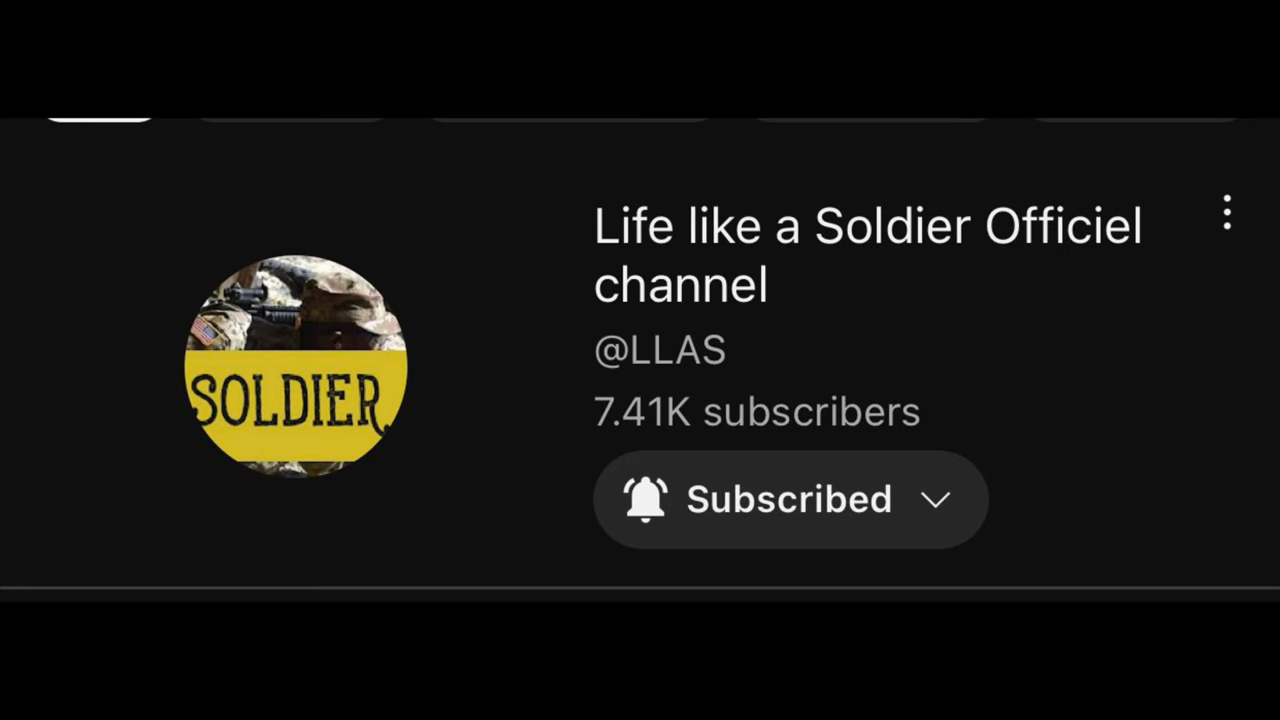 Life like a Soldier Officiel
channel
@LLAS
7.41K subscribers
Subscribed
SOLDIER